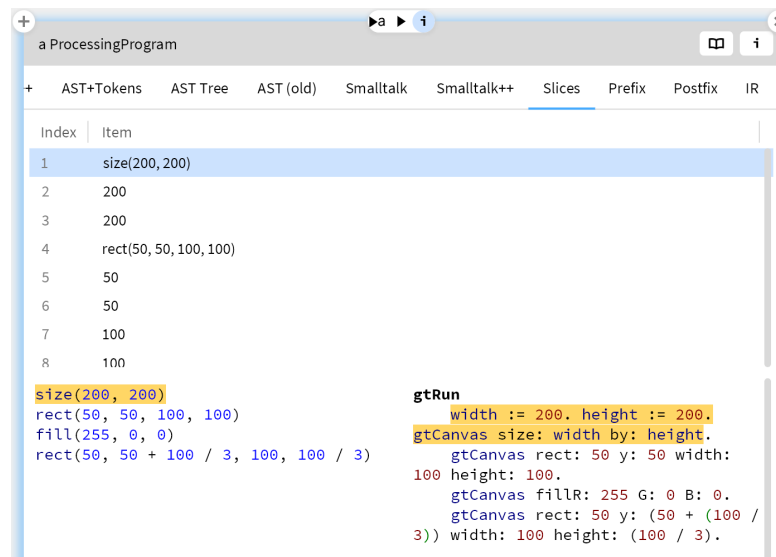 a
i
a ProcessingProgram
i
+ AST+Tokens AST Tree AST (old) Smalltalk Smalltalk++ Slices Prefix Postfix IR
Index Item
1 size(200, 200)
2 200
3 200
4 rect(50, 50, 100, 100)
5 50
6 50
7 100
8 100
size(200, 200)
rect(50, 50, 100, 100)
fill(255, 0, 0)
rect(50, 50 + 100 / 3, 100, 100 / 3)
gtRun
width := 200. height := 200.
gtCanvas size: width by: height.
gtCanvas rect: 50 y: 50 width:
100 height: 100.
gtCanvas fillR: 255 G: 0 B: 0.
gtCanvas rect: 50 y: (50 + (100 /
3)) width: 100 height: (100 / 3).